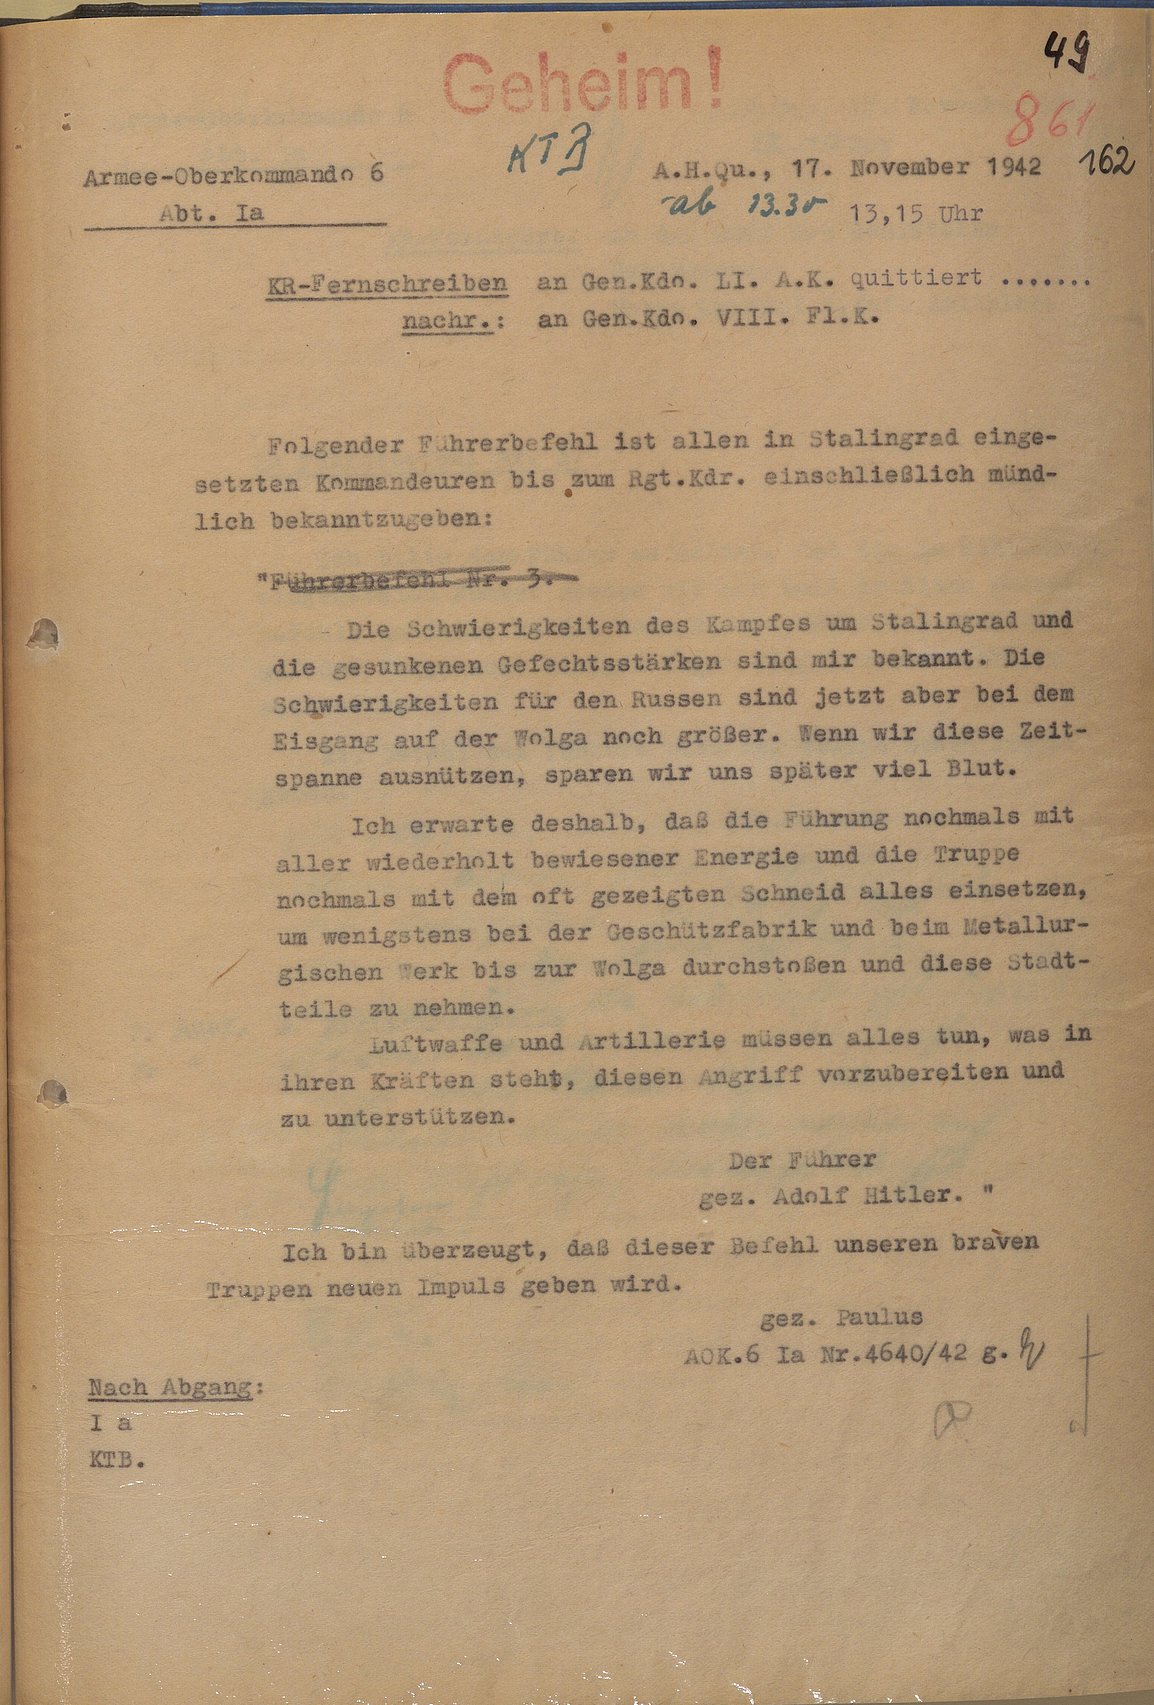 49
Geheim!
861
KTB
Armee-Oberkommando 6
A.H.Qu., 17. November 1942
162
Abt. Ia
ab 13.30
13,15 Uhr
KR-Fernschreiben an Gen.Kdo. LI. A.K. quittiert .......
nachr.: an Gen.Kdo. VIII. Fl.K.
Folgender Führerbefehl ist allen in Stalingrad einge-
setzten Kommandeuren bis zum Rgt.Kdr. einschließlich münd-
lich bekanntzugeben:
"Führerbefehl Nr. 3.
- Die Schwierigkeiten des Kampfes um Stalingrad und
die gesunkenen Gefechtsstärken sind mir bekannt. Die
Schwierigkeiten für den Russen sind jetzt aber bei dem
Eisgang auf der Wolga noch größer. Wenn wir diese Zeit-
spanne ausnützen, sparen wir uns später viel Blut.
Ich erwarte deshalb, daß die Führung nochmals mit
aller wiederholt bewiesener Energie und die Truppe
nochmals mit dem oft gezeigten Schneid alles einsetzen,
um wenigstens bei der Geschützfabrik und beim Metallur-
gischen Werk bis zur Wolga durchstoßen und diese Stadt-
teile zu nehmen.
Luftwaffe und Artillerie müssen alles tun, was in
ihren Kräften steht, diesen Angriff vorzubereiten und
zu unterstützen.
Der Führer
gez. Adolf Hitler. "
Ich bin überzeugt, daß dieser Befehl unseren braven
Truppen neuen Impuls geben wird.
gez. Paulus
AOK.6 Ia Nr.4640/42 g.
Nach Abgang:
I a
KTB.